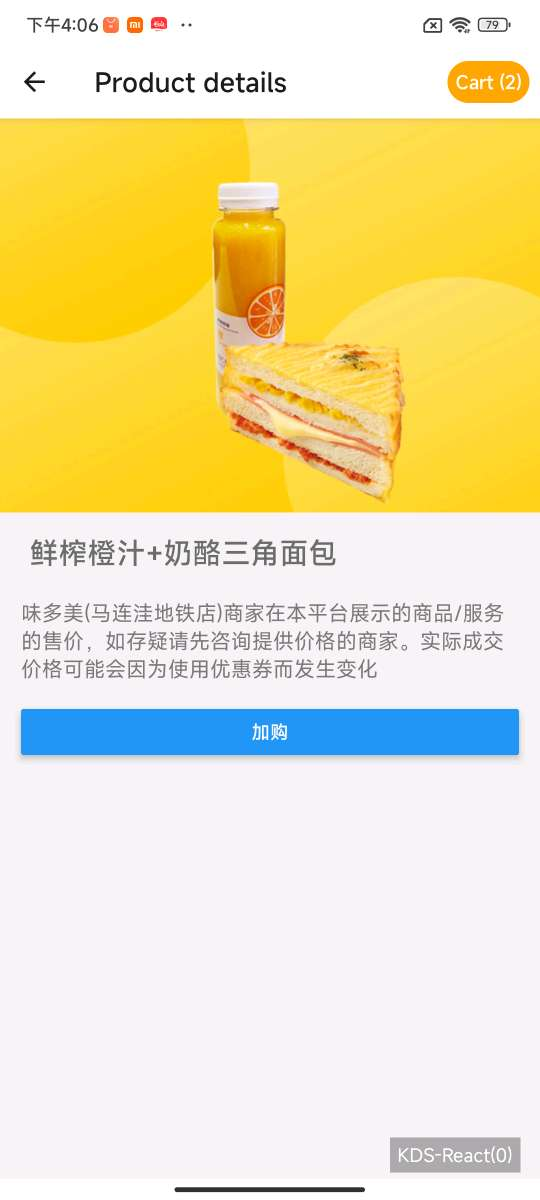 下午4:06
79
Product details
Cart (2)
鲜榨橙汁+奶酪三角面包
味多美(马连洼地铁店)商家在本平台展示的商品/服务
的售价，如存疑请先咨询提供价格的商家。实际成交
价格可能会因为使用优惠券而发生变化
加购
KDS-React(0)